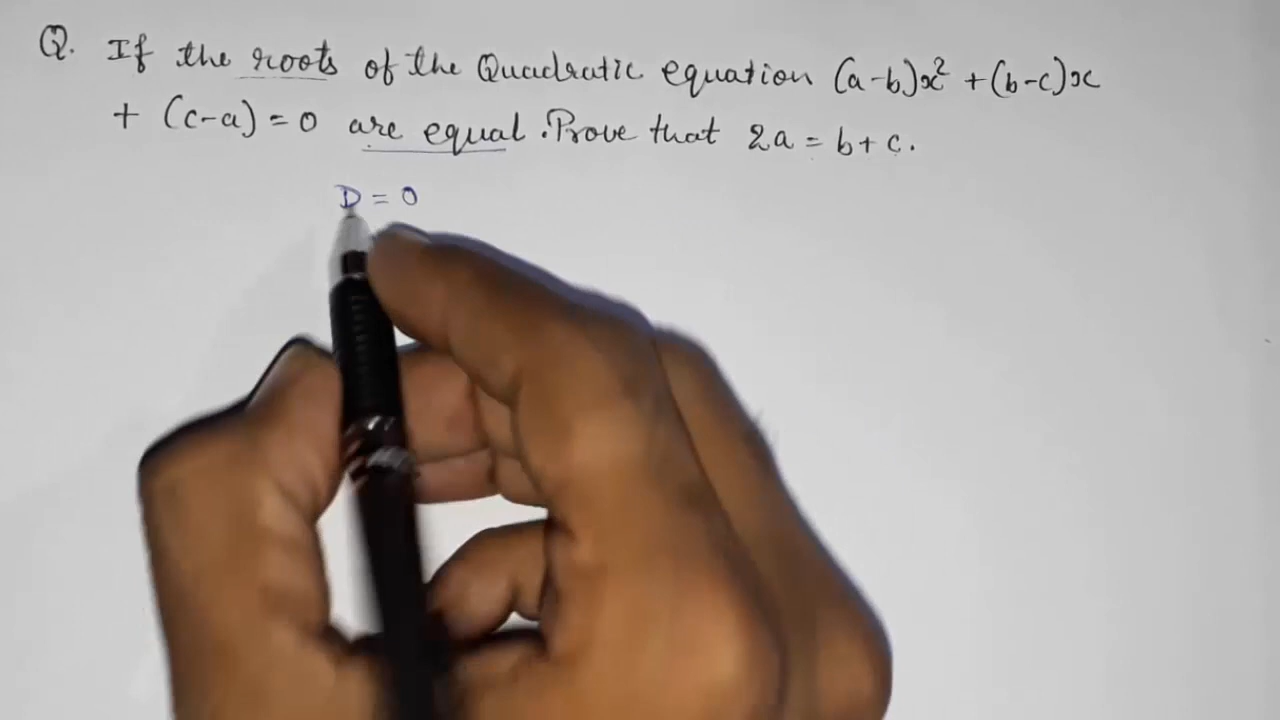 Q. If the roots of the Quadratic equation (a-b)x² + (b-c)x
+ (c-a) = 0 are equal. Prove that 2a = b + c.
D = 0